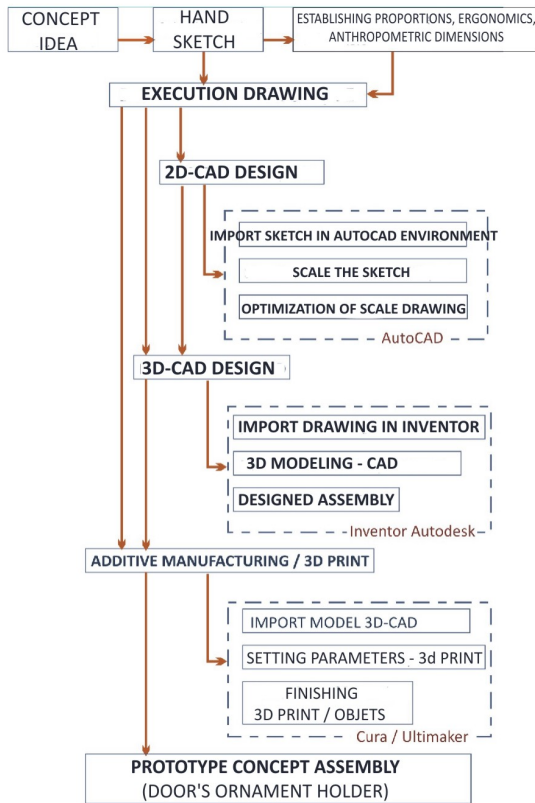 CONCEPT
IDEA
HAND
SKETCH
ESTABLISHING PROPORTIONS, ERGONOMICS,
ANTHROPOMETRIC DIMENSIONS
EXECUTION DRAWING
2D-CAD DESIGN
IMPORT SKETCH IN AUTOCAD ENVIRONMENT
SCALE THE SKETCH
OPTIMIZATION OF SCALE DRAWING
AutoCAD
3D-CAD DESIGN
IMPORT DRAWING IN INVENTOR
3D MODELING - CAD
DESIGNED ASSEMBLY
Inventor Autodesk
ADDITIVE MANUFACTURING / 3D PRINT
IMPORT MODEL 3D-CAD
SETTING PARAMETERS - 3d PRINT
FINISHING
3D PRINT / OBJETS
Cura / Ultimaker
PROTOTYPE CONCEPT ASSEMBLY
(DOOR'S ORNAMENT HOLDER)